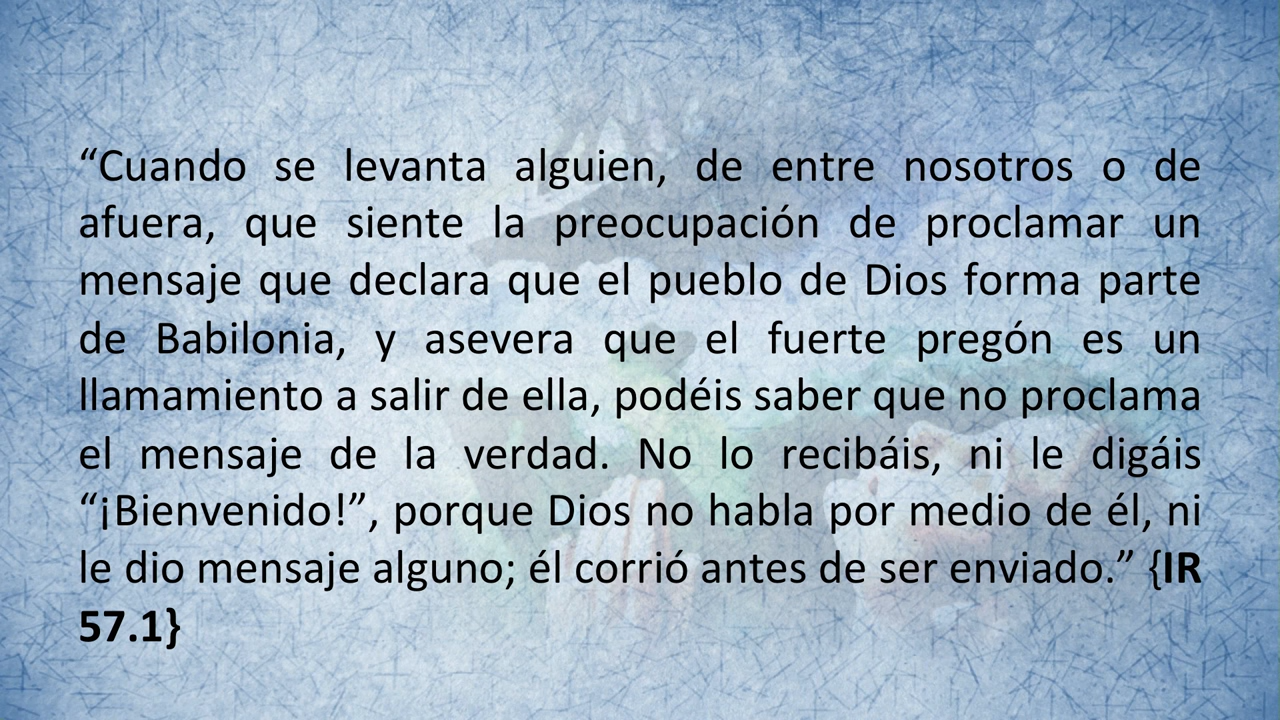 “Cuando se levanta alguien, de entre nosotros o de
afuera, que siente la preocupación de proclamar un
mensaje que declara que el pueblo de Dios forma parte
de Babilonia, y asevera que el fuerte pregón es un
llamamiento a salir de ella, podéis saber que no proclama
el mensaje de la verdad. No lo recibáis, ni le digáis
“¡Bienvenido!”, porque Dios no habla por medio de él, ni
le dio mensaje alguno; él corrió antes de ser enviado.” {IR
57.1}